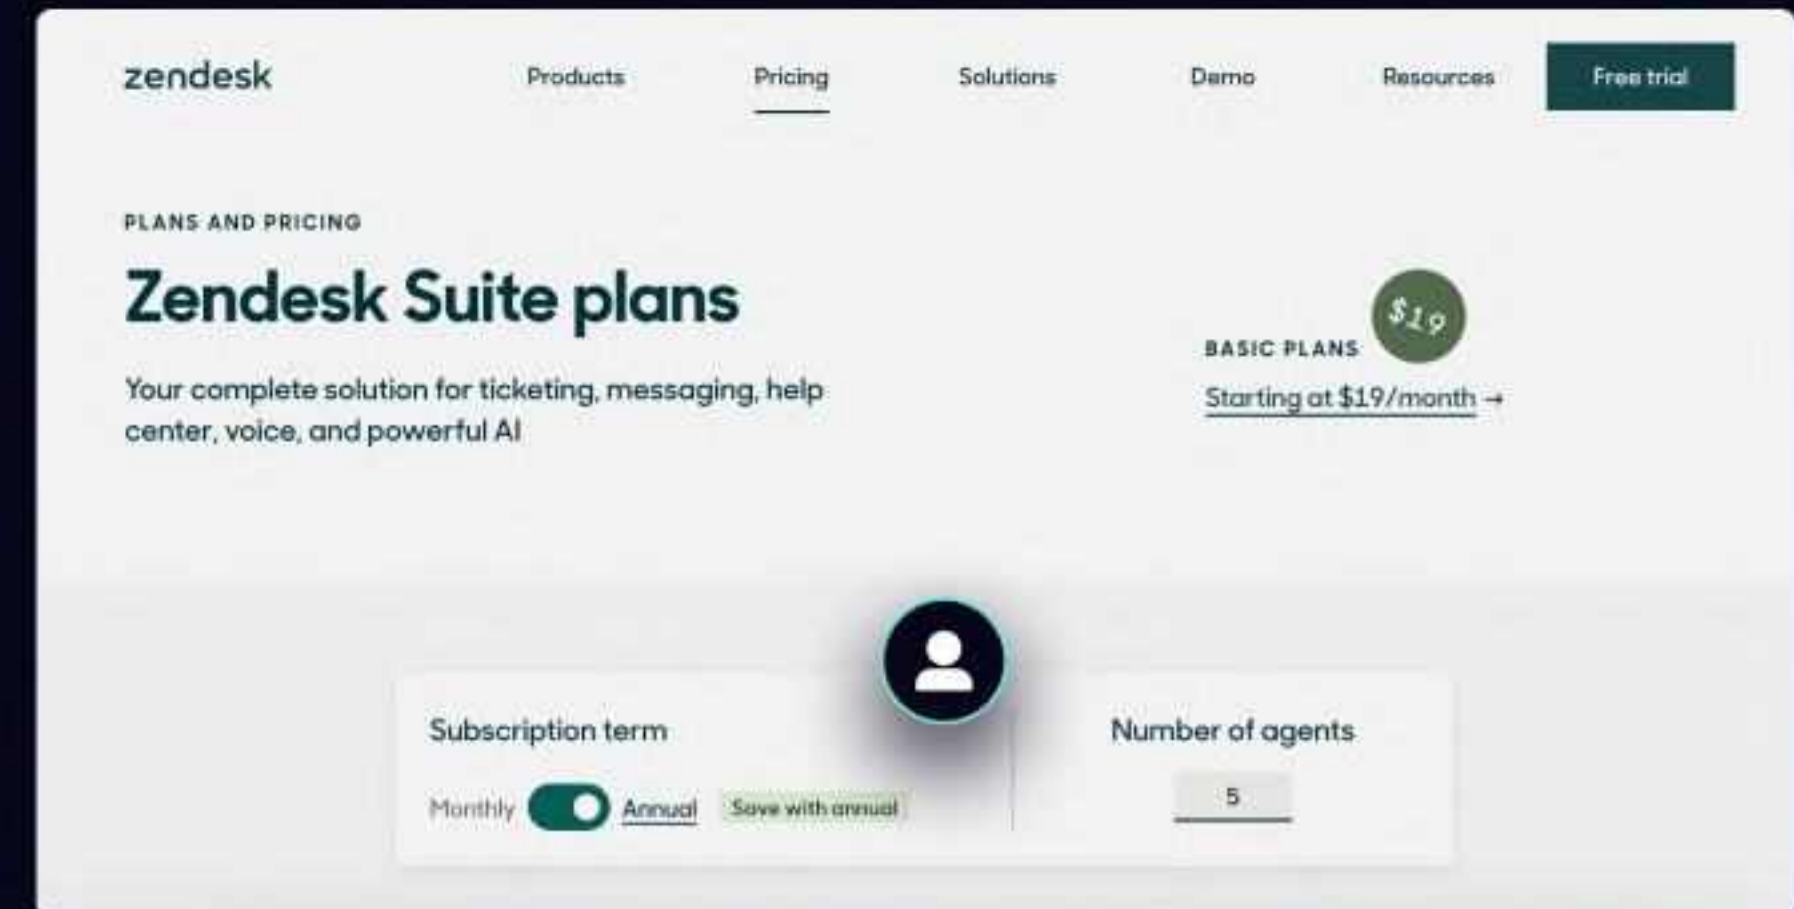 zendesk
Products
Pricing
Solutions
Demo
Resources
Free trial
PLANS AND PRICING
Zendesk Suite plans
Your complete solution for ticketing, messaging, help
center, voice, and powerful AI
$19
BASIC PLANS
Starting at $19/month →
Subscription term
Monthly
Annual
Save with annual
Number of agents
5